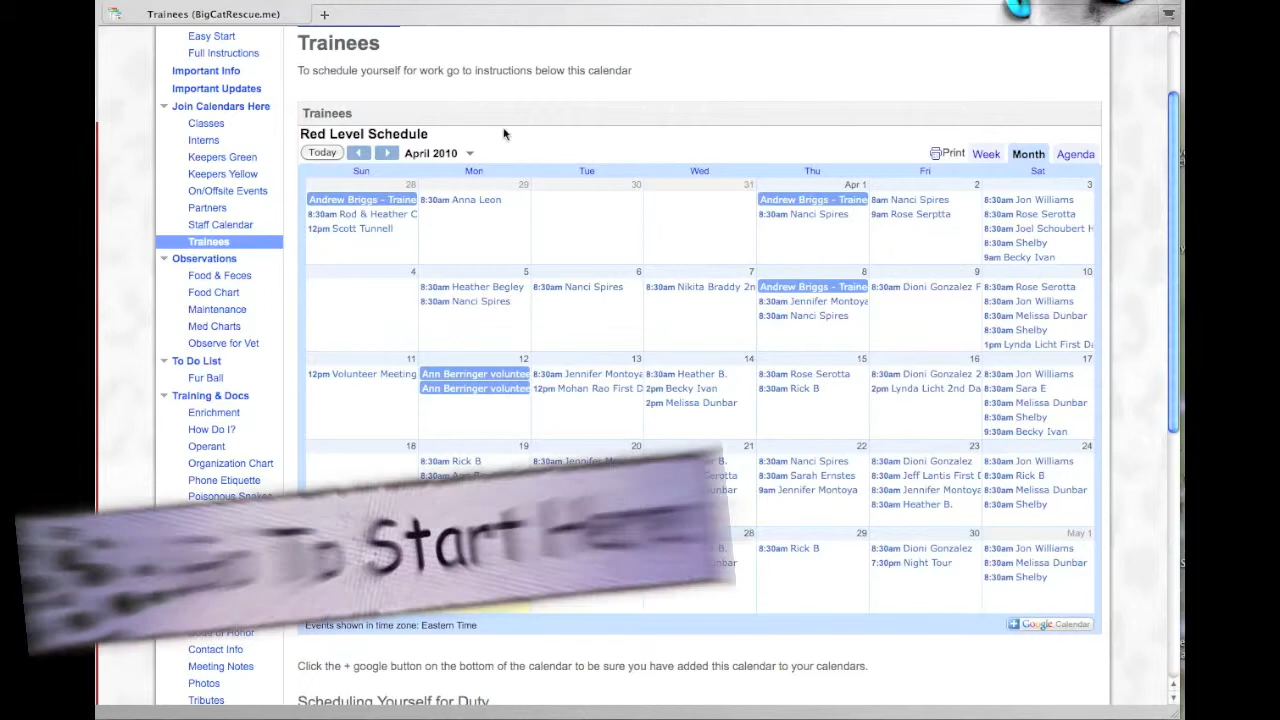 Trainees (BigCatRescue.me)
Easy Start
Full Instructions
Important Info
Important Updates
Join Calendars Here
Classes
Interns
Keepers Green
Keepers Yellow
On/Offsite Events
Partners
Staff Calendar
Trainees
Observations
Food & Feces
Food Chart
Maintenance
Med Charts
Observe for Vet
To Do List
Fur Ball
Training & Docs
Enrichment
How Do I?
Operant
Organization Chart
Phone Etiquette
Contact Info
Meeting Notes
Photos
Tributes
Trainees
To schedule yourself for work go to instructions below this calendar
Trainees
Red Level Schedule
Today April 2010 Print Week Month Agenda
Sun Mon Tue Wed Thu Fri Sat
28 29 30 31 Apr 1 2 3
Andrew Briggs - Traine 8:30am Anna Leon Andrew Briggs - Traine 8am Nanci Spires 8:30am Jon Williams
8:30am Rod & Heather C 8:30am Nanci Spires 9am Rose Serptta 8:30am Rose Serotta
12pm Scott Tunnell 8:30am Joel Schoubert H
8:30am Shelby
9am Becky Ivan
4 5 6 7 8 9 10
8:30am Heather Begley 8:30am Nanci Spires 8:30am Nikita Braddy 2n Andrew Briggs - Traine 8:30am Dioni Gonzalez F 8:30am Rose Serotta
8:30am Nanci Spires 8:30am Jennifer Montoya 8:30am Jon Williams
8:30am Nanci Spires 8:30am Melissa Dunbar
8:30am Shelby
1pm Lynda Licht First Da
11 12 13 14 15 16 17
12pm Volunteer Meeting Ann Berringer voluntee 8:30am Jennifer Montoya 8:30am Heather B. 8:30am Rose Serotta 8:30am Dioni Gonzalez 2 8:30am Jon Williams
Ann Berringer voluntee 12pm Mohan Rao First D 2pm Becky Ivan 8:30am Rick B 2pm Lynda Licht 2nd Da 8:30am Sara E
2pm Melissa Dunbar 8:30am Melissa Dunbar
8:30am Shelby
9:30am Becky Ivan
18 19 20 21 22 23 24
8:30am Rick B 8:30am B. 8:30am Nanci Spires 8:30am Dioni Gonzalez 8:30am Jon Williams
8:30am Sarah Ernstes 8:30am Jeff Lantis First D 8:30am Rick B
9am Jennifer Montoya 8:30am Jennifer Montoya 8:30am Melissa Dunbar
8:30am Heather B. 8:30am Shelby
28 29 30 May 1
8:30am Rick B 8:30am Dioni Gonzalez 8:30am Jon Williams
7:30pm Night Tour 8:30am Melissa Dunbar
8:30am Shelby
To Start Here
Events shown in time zone: Eastern Time
Google Calendar
Click the + google button on the bottom of the calendar to be sure you have added this calendar to your calendars.
Scheduling Yourself for Duty